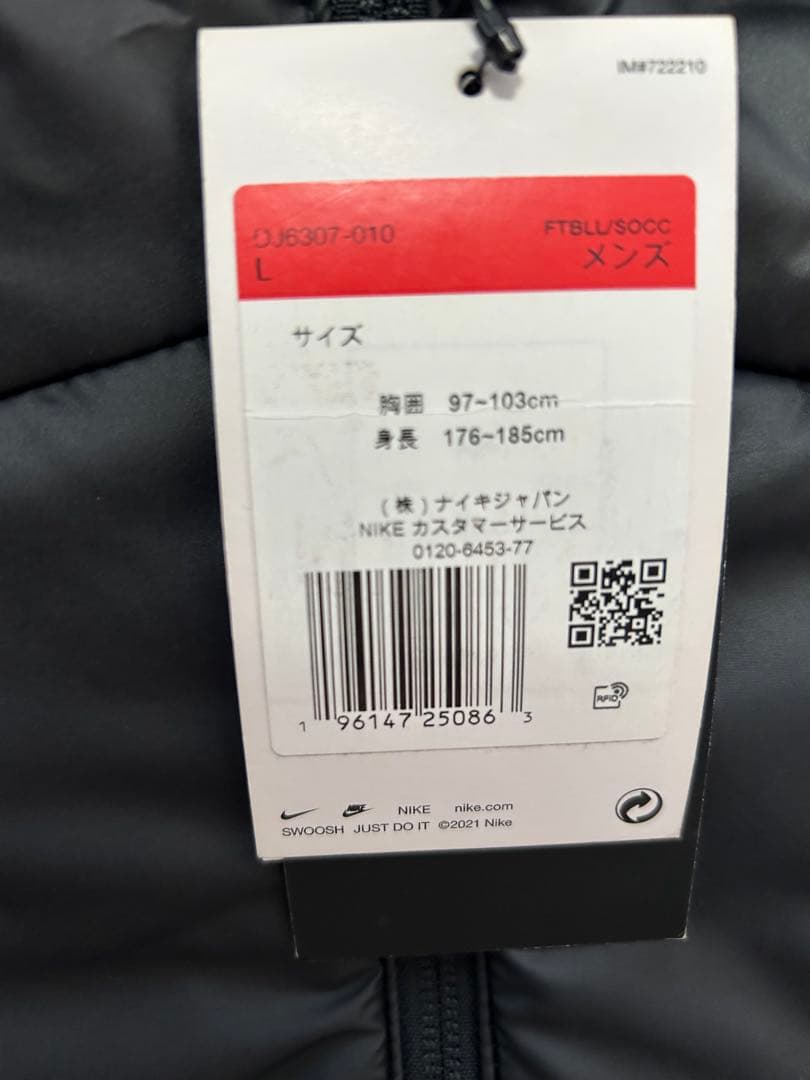 IM#722210
DJ6307-010
FTBLL/SOCC
L
メンズ
サイズ
胸囲 97~103cm
身長 176~185cm
(株)ナイキジャパン
NIKE カスタマーサービス
0120-6453-77
RFID
1 96147 25086 3
NIKE NIKE nike.com
SWOOSH JUST DO IT ©2021 Nike